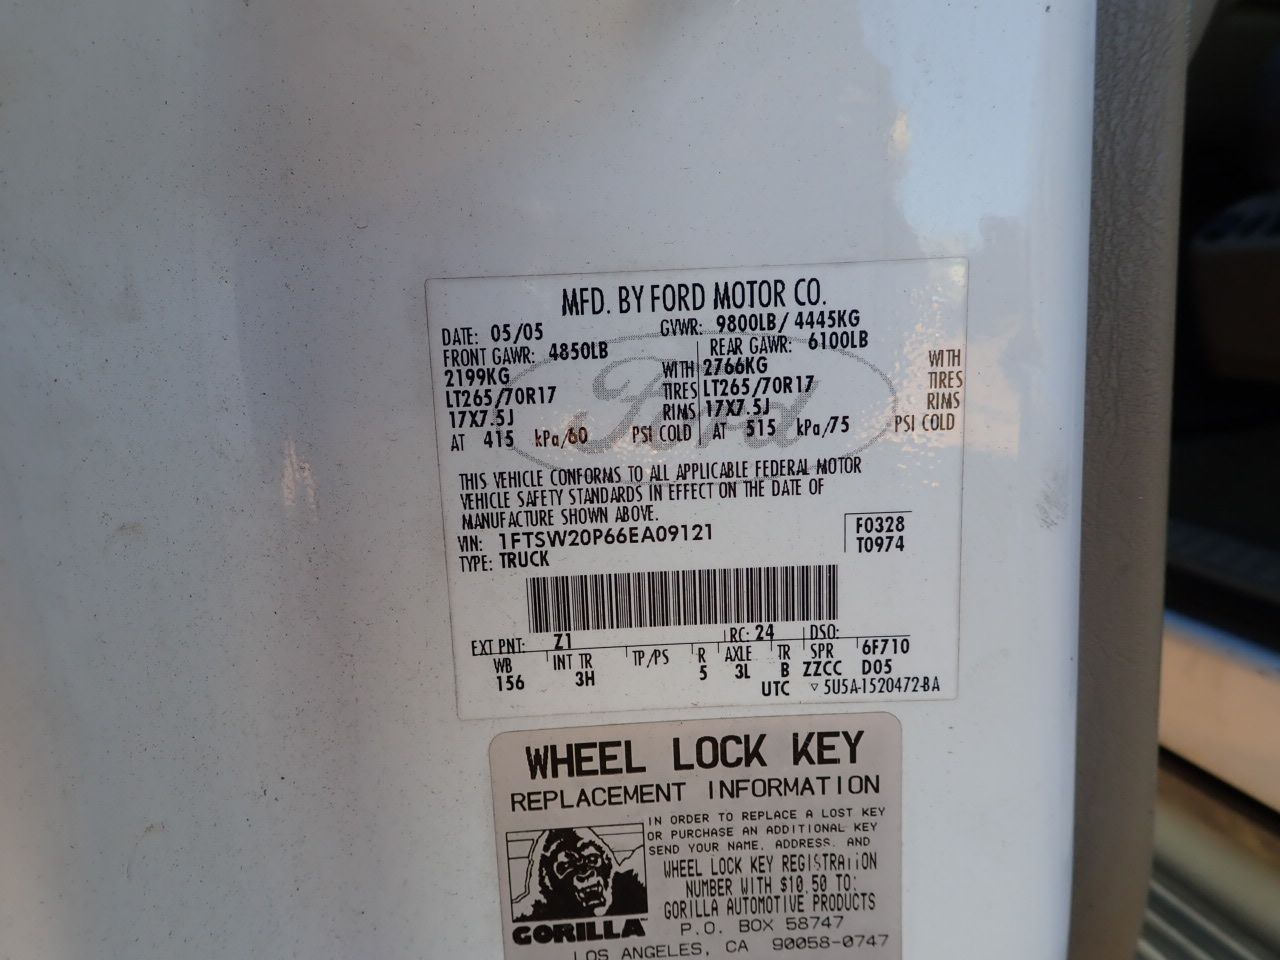 MFD. BY FORD MOTOR CO.
DATE: 05/05 GVWR: 9800LB/ 4445KG
FRONT GAWR: 4850LB REAR GAWR: 6100LB
2199KG WITH 2766KG WITH
LT265/70R17 TIRES LT265/70R17 TIRES
17X7.5J RIMS 17X7.5J RIMS
AT 415 kPa/60 PSI COLD AT 515 kPa/75 PSI COLD
Ford
THIS VEHICLE CONFORMS TO ALL APPLICABLE FEDERAL MOTOR
VEHICLE SAFETY STANDARDS IN EFFECT ON THE DATE OF
MANUFACTURE SHOWN ABOVE.
VIN: 1FTSW20P66EA09121 F0328
TYPE: TRUCK T0974
EXT PNT: Z1 RC: 24 DSO:
WB INT TR TP/PS R AXLE TR SPR 6F710
156 3H 5 3L B ZZCC D05
UTC ▽ 5U5A-1520472-BA
WHEEL LOCK KEY
REPLACEMENT INFORMATION
IN ORDER TO REPLACE A LOST KEY
OR PURCHASE AN ADDITIONAL KEY
SEND YOUR NAME, ADDRESS, AND
WHEEL LOCK KEY REGISTRATION
NUMBER WITH $10.50 TO:
GORILLA AUTOMOTIVE PRODUCTS
P.O. BOX 58747
LOS ANGELES, CA 90058-0747
GORILLA